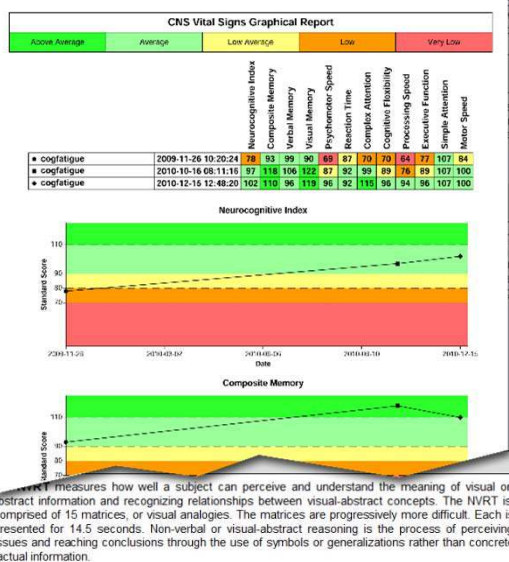 CNS Vital Signs Graphical Report
Above Average Average Low Average Low Very Low
Neurocognitive Index
Composite Memory
Verbal Memory
Visual Memory
Psychomotor Speed
Reaction Time
Complex Attention
Cognitive Flexibility
Processing Speed
Executive Function
Simple Attention
Motor Speed
cogfatigue 2009-11-26 10:20:24 78 93 99 90 69 87 70 70 64 77 107 84
cogfatigue 2010-10-16 08:11:16 97 118 106 122 87 92 99 89 76 89 107 100
cogfatigue 2010-12-15 12:48:20 102 110 96 119 96 92 115 96 94 96 107 100
Neurocognitive Index
Standard Score
110
90
80
70
2010-12-15
Date
Composite Memory
Standard Score
110
90
80
70
measures how well a subject can perceive and understand the meaning of visual or
abstract information and recognizing relationships between visual-abstract concepts. The NVRT is
comprised of 15 matrices, or visual analogies. The matrices are progressively more difficult. Each is
presented for 14.5 seconds. Non-verbal or visual-abstract reasoning is the process of perceiving
issues and reaching conclusions through the use of symbols or generalizations rather than concrete
factual information.